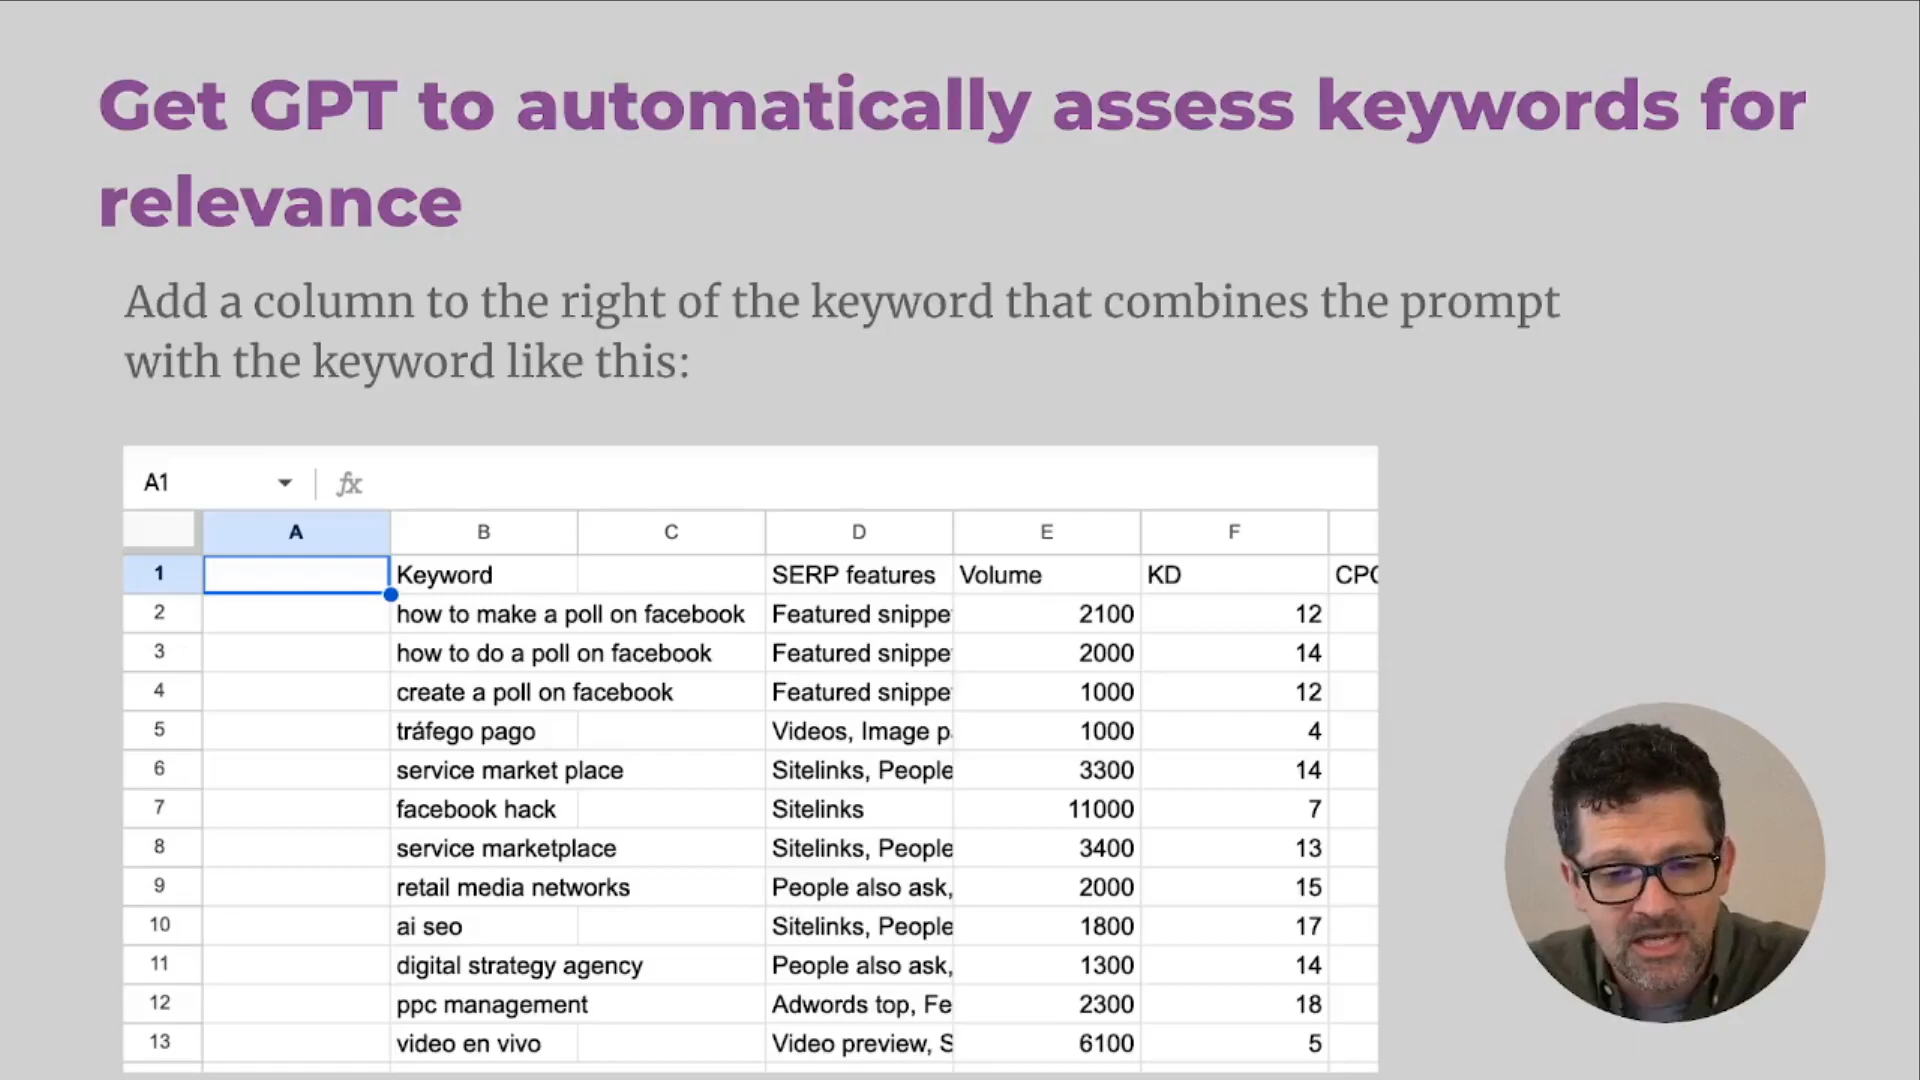 Get GPT to automatically assess keywords for
relevance
Add a column to the right of the keyword that combines the prompt
with the keyword like this:
A1 fx
A B C D E F
1 Keyword SERP features Volume KD CPC
2 how to make a poll on facebook Featured snippe 2100 12
3 how to do a poll on facebook Featured snippe 2000 14
4 create a poll on facebook Featured snippe 1000 12
5 tráfego pago Videos, Image p 1000 4
6 service market place Sitelinks, People 3300 14
7 facebook hack Sitelinks 11000 7
8 service marketplace Sitelinks, People 3400 13
9 retail media networks People also ask, 2000 15
10 ai seo Sitelinks, People 1800 17
11 digital strategy agency People also ask, 1300 14
12 ppc management Adwords top, Fe 2300 18
13 video en vivo Video preview, S 6100 5